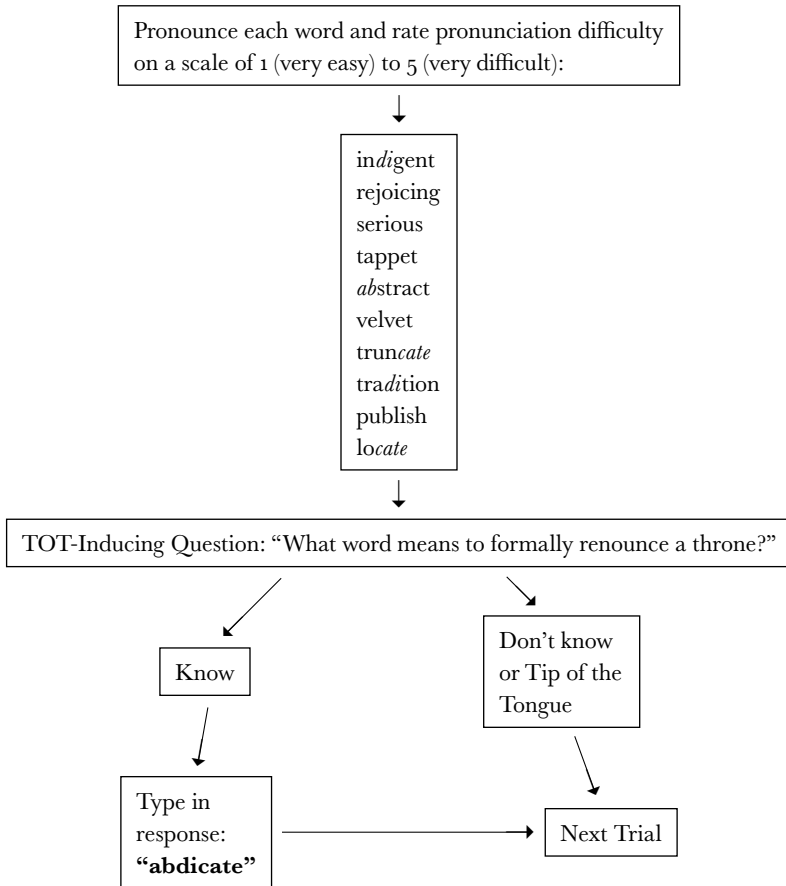 Pronounce each word and rate pronunciation difficulty
on a scale of 1 (very easy) to 5 (very difficult):
indigent
rejoicing
serious
tappet
abstract
velvet
truncate
tradition
publish
locate
TOT-Inducing Question: “What word means to formally renounce a throne?”
Know
Don’t know
or Tip of the
Tongue
Type in
response:
“abdicate”
Next Trial